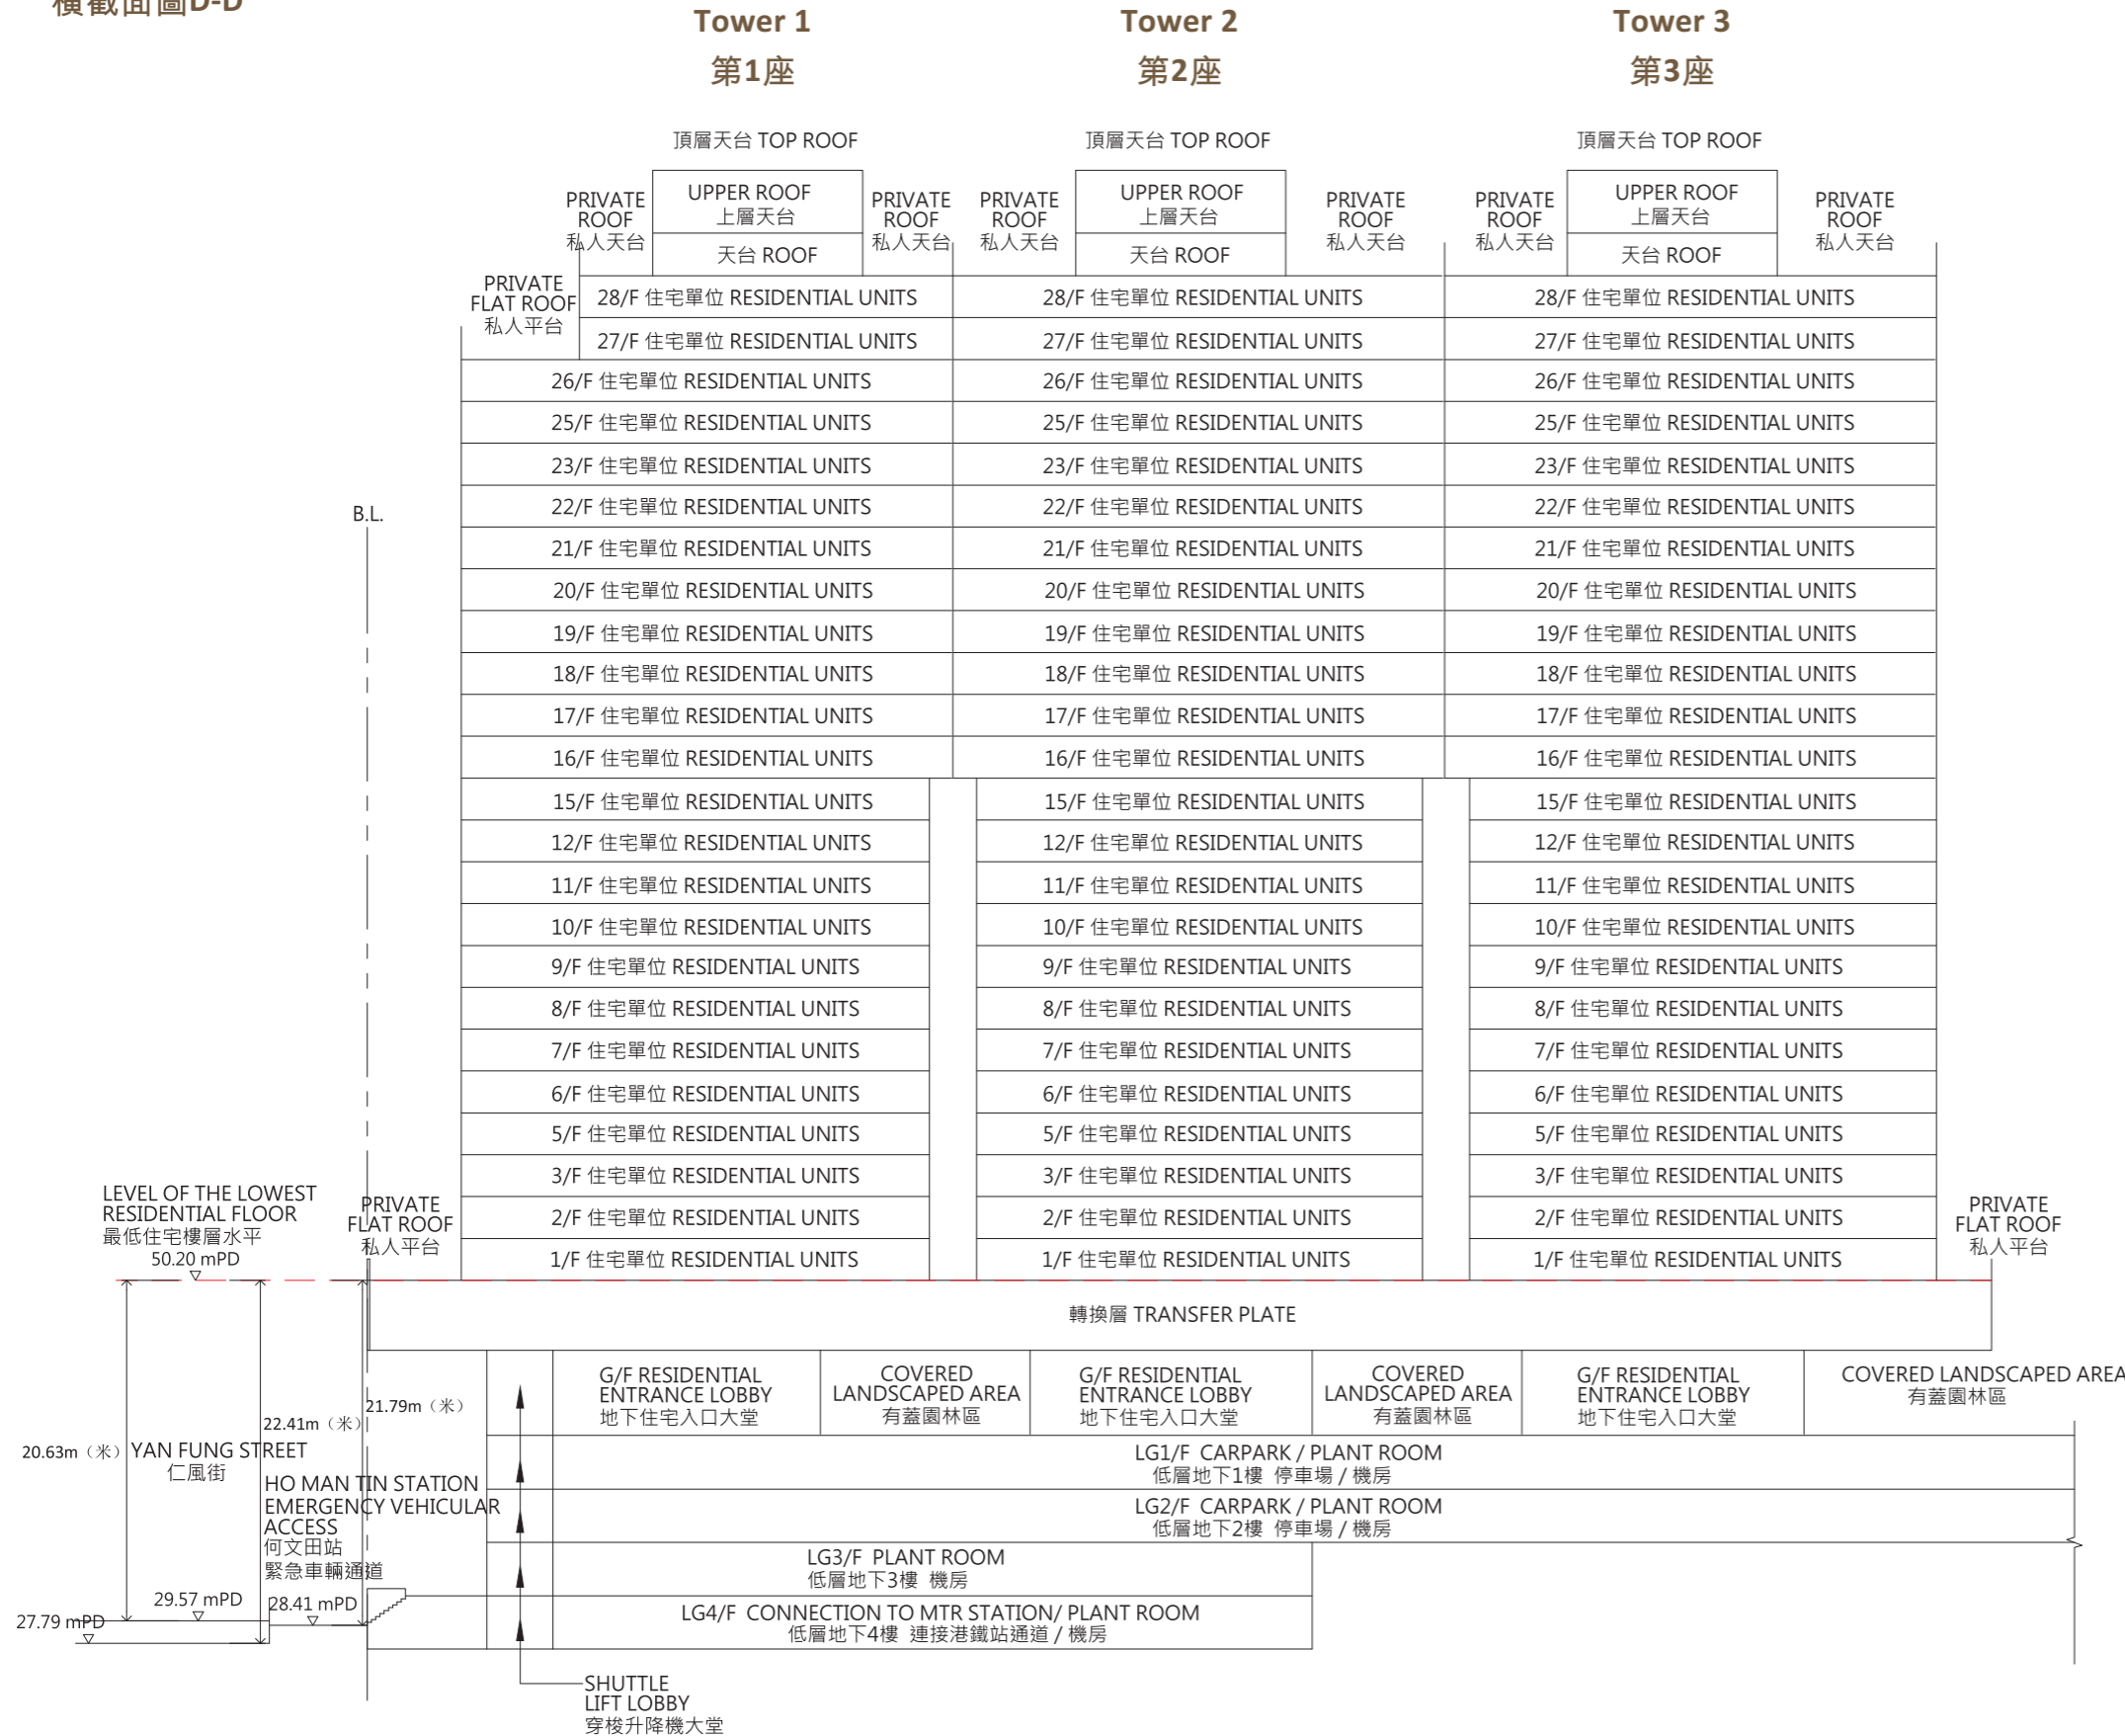 橫截面圖D-D
Tower 1
第1座
Tower 2
第2座
Tower 3
第3座
頂層天台 TOP ROOF
頂層天台 TOP ROOF
頂層天台 TOP ROOF
PRIVATE
ROOF
私人天台
UPPER ROOF
上層天台
天台 ROOF
PRIVATE
ROOF
私人天台
PRIVATE
ROOF
私人天台
UPPER ROOF
上層天台
天台 ROOF
PRIVATE
ROOF
私人天台
PRIVATE
ROOF
私人天台
UPPER ROOF
上層天台
天台 ROOF
PRIVATE
ROOF
私人天台
PRIVATE
FLAT ROOF
私人平台
28/F 住宅單位 RESIDENTIAL UNITS
28/F 住宅單位 RESIDENTIAL UNITS
28/F 住宅單位 RESIDENTIAL UNITS
27/F 住宅單位 RESIDENTIAL UNITS
27/F 住宅單位 RESIDENTIAL UNITS
27/F 住宅單位 RESIDENTIAL UNITS
26/F 住宅單位 RESIDENTIAL UNITS
26/F 住宅單位 RESIDENTIAL UNITS
26/F 住宅單位 RESIDENTIAL UNITS
25/F 住宅單位 RESIDENTIAL UNITS
25/F 住宅單位 RESIDENTIAL UNITS
25/F 住宅單位 RESIDENTIAL UNITS
23/F 住宅單位 RESIDENTIAL UNITS
23/F 住宅單位 RESIDENTIAL UNITS
23/F 住宅單位 RESIDENTIAL UNITS
22/F 住宅單位 RESIDENTIAL UNITS
22/F 住宅單位 RESIDENTIAL UNITS
22/F 住宅單位 RESIDENTIAL UNITS
B.L.
21/F 住宅單位 RESIDENTIAL UNITS
21/F 住宅單位 RESIDENTIAL UNITS
21/F 住宅單位 RESIDENTIAL UNITS
20/F 住宅單位 RESIDENTIAL UNITS
20/F 住宅單位 RESIDENTIAL UNITS
20/F 住宅單位 RESIDENTIAL UNITS
19/F 住宅單位 RESIDENTIAL UNITS
19/F 住宅單位 RESIDENTIAL UNITS
19/F 住宅單位 RESIDENTIAL UNITS
18/F 住宅單位 RESIDENTIAL UNITS
18/F 住宅單位 RESIDENTIAL UNITS
18/F 住宅單位 RESIDENTIAL UNITS
17/F 住宅單位 RESIDENTIAL UNITS
17/F 住宅單位 RESIDENTIAL UNITS
17/F 住宅單位 RESIDENTIAL UNITS
16/F 住宅單位 RESIDENTIAL UNITS
16/F 住宅單位 RESIDENTIAL UNITS
16/F 住宅單位 RESIDENTIAL UNITS
15/F 住宅單位 RESIDENTIAL UNITS
15/F 住宅單位 RESIDENTIAL UNITS
15/F 住宅單位 RESIDENTIAL UNITS
12/F 住宅單位 RESIDENTIAL UNITS
12/F 住宅單位 RESIDENTIAL UNITS
12/F 住宅單位 RESIDENTIAL UNITS
11/F 住宅單位 RESIDENTIAL UNITS
11/F 住宅單位 RESIDENTIAL UNITS
11/F 住宅單位 RESIDENTIAL UNITS
10/F 住宅單位 RESIDENTIAL UNITS
10/F 住宅單位 RESIDENTIAL UNITS
10/F 住宅單位 RESIDENTIAL UNITS
9/F 住宅單位 RESIDENTIAL UNITS
9/F 住宅單位 RESIDENTIAL UNITS
9/F 住宅單位 RESIDENTIAL UNITS
8/F 住宅單位 RESIDENTIAL UNITS
8/F 住宅單位 RESIDENTIAL UNITS
8/F 住宅單位 RESIDENTIAL UNITS
7/F 住宅單位 RESIDENTIAL UNITS
7/F 住宅單位 RESIDENTIAL UNITS
7/F 住宅單位 RESIDENTIAL UNITS
6/F 住宅單位 RESIDENTIAL UNITS
6/F 住宅單位 RESIDENTIAL UNITS
6/F 住宅單位 RESIDENTIAL UNITS
5/F 住宅單位 RESIDENTIAL UNITS
5/F 住宅單位 RESIDENTIAL UNITS
5/F 住宅單位 RESIDENTIAL UNITS
3/F 住宅單位 RESIDENTIAL UNITS
3/F 住宅單位 RESIDENTIAL UNITS
3/F 住宅單位 RESIDENTIAL UNITS
2/F 住宅單位 RESIDENTIAL UNITS
2/F 住宅單位 RESIDENTIAL UNITS
2/F 住宅單位 RESIDENTIAL UNITS
1/F 住宅單位 RESIDENTIAL UNITS
1/F 住宅單位 RESIDENTIAL UNITS
1/F 住宅單位 RESIDENTIAL UNITS
LEVEL OF THE LOWEST
RESIDENTIAL FLOOR
最低住宅樓層水平
50.20 mPD
PRIVATE
FLAT ROOF
私人平台
PRIVATE
FLAT ROOF
私人平台
轉換層 TRANSFER PLATE
G/F RESIDENTIAL
ENTRANCE LOBBY
地下住宅入口大堂
COVERED
LANDSCAPED AREA
有蓋園林區
G/F RESIDENTIAL
ENTRANCE LOBBY
地下住宅入口大堂
COVERED
LANDSCAPED AREA
有蓋園林區
G/F RESIDENTIAL
ENTRANCE LOBBY
地下住宅入口大堂
COVERED LANDSCAPED AREA
有蓋園林區
21.79m（米）
22.41m（米）
20.63m（米）
YAN FUNG STREET
仁風街
HO MAN TIN STATION
EMERGENCY VEHICULAR
ACCESS
何文田站
緊急車輛通道
LG1/F CARPARK / PLANT ROOM
低層地下1樓 停車場 / 機房
LG2/F CARPARK / PLANT ROOM
低層地下2樓 停車場 / 機房
LG3/F PLANT ROOM
低層地下3樓 機房
LG4/F CONNECTION TO MTR STATION/ PLANT ROOM
低層地下4樓 連接港鐵站通道 / 機房
29.57 mPD
28.41 mPD
27.79 mPD
SHUTTLE
LIFT LOBBY
穿梭升降機大堂